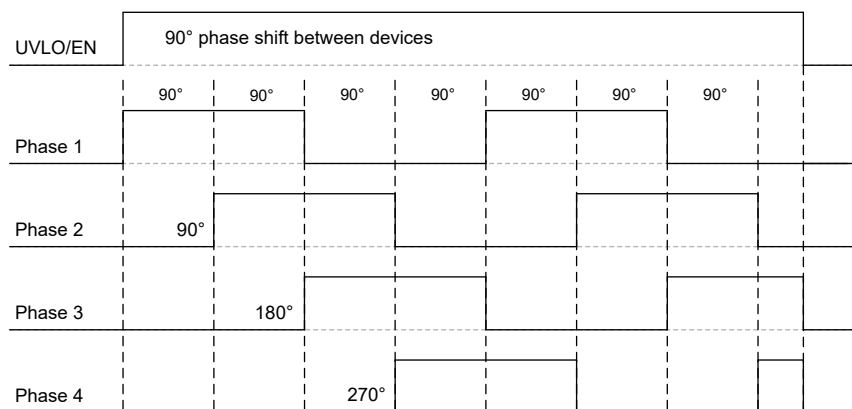 UVLO/EN 90° phase shift between devices
90° 90° 90° 90° 90° 90° 90°
Phase 1
Phase 2 90°
Phase 3 180°
Phase 4 270°